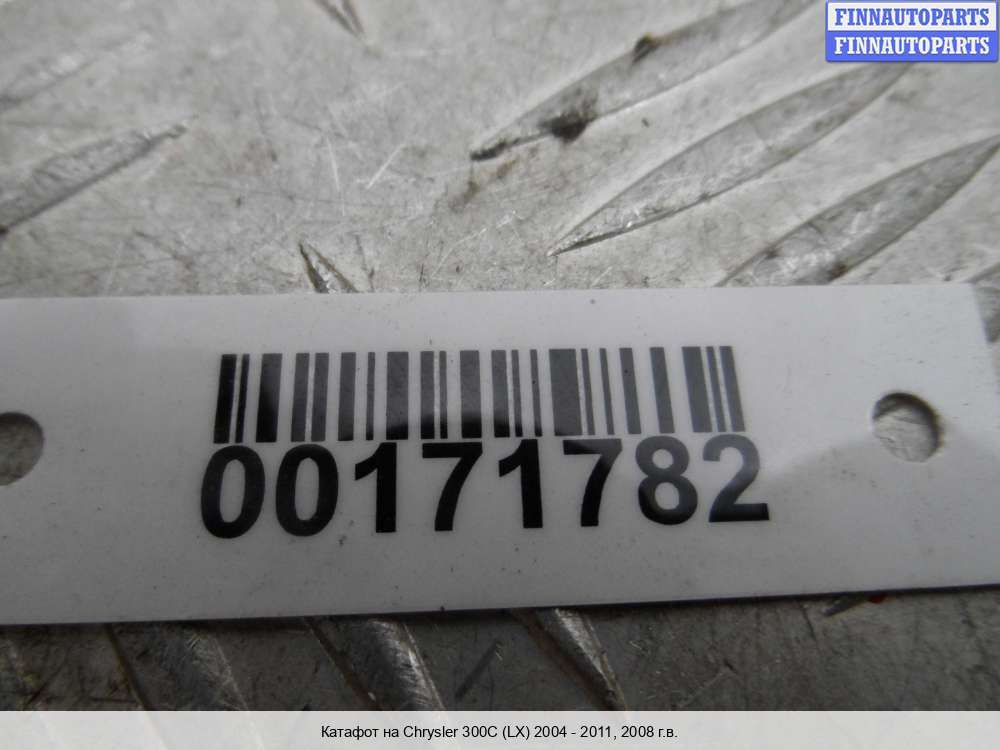 FINNAUTOPARTS
FINNAUTOPARTS
00171782
Катафот на Chrysler 300C (LX) 2004 - 2011, 2008 г.в.